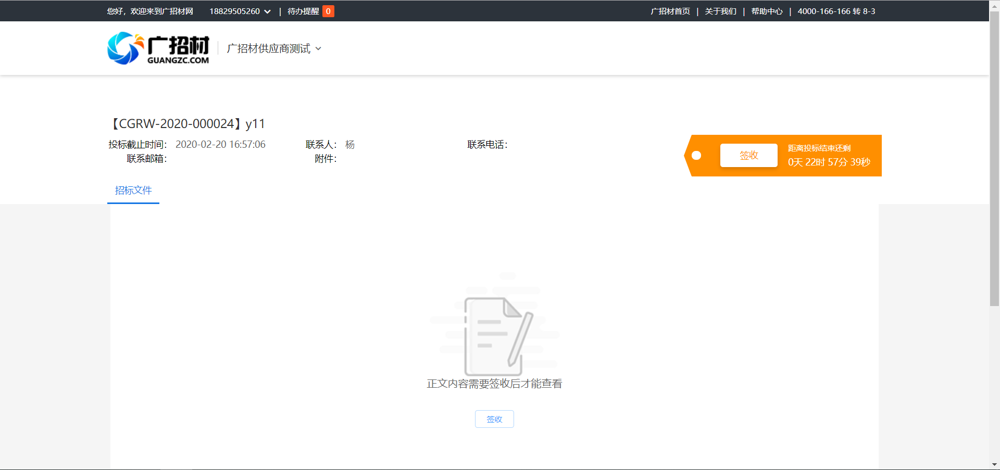 您好，欢迎来到广招材网 18829505260 | 待办提醒 0 广招材首页 | 关于我们 | 帮助中心 | 4000-166-166 转 8-3
广招材
GUANGZC.COM
广招材供应商测试
【CGRW-2020-000024】y11
投标截止时间： 2020-02-20 16:57:06 联系人： 杨 联系电话：
联系邮箱： 附件：
签收
距离投标结束还剩
0天 22时 57分 39秒
招标文件
正文内容需要签收后才能查看
签收